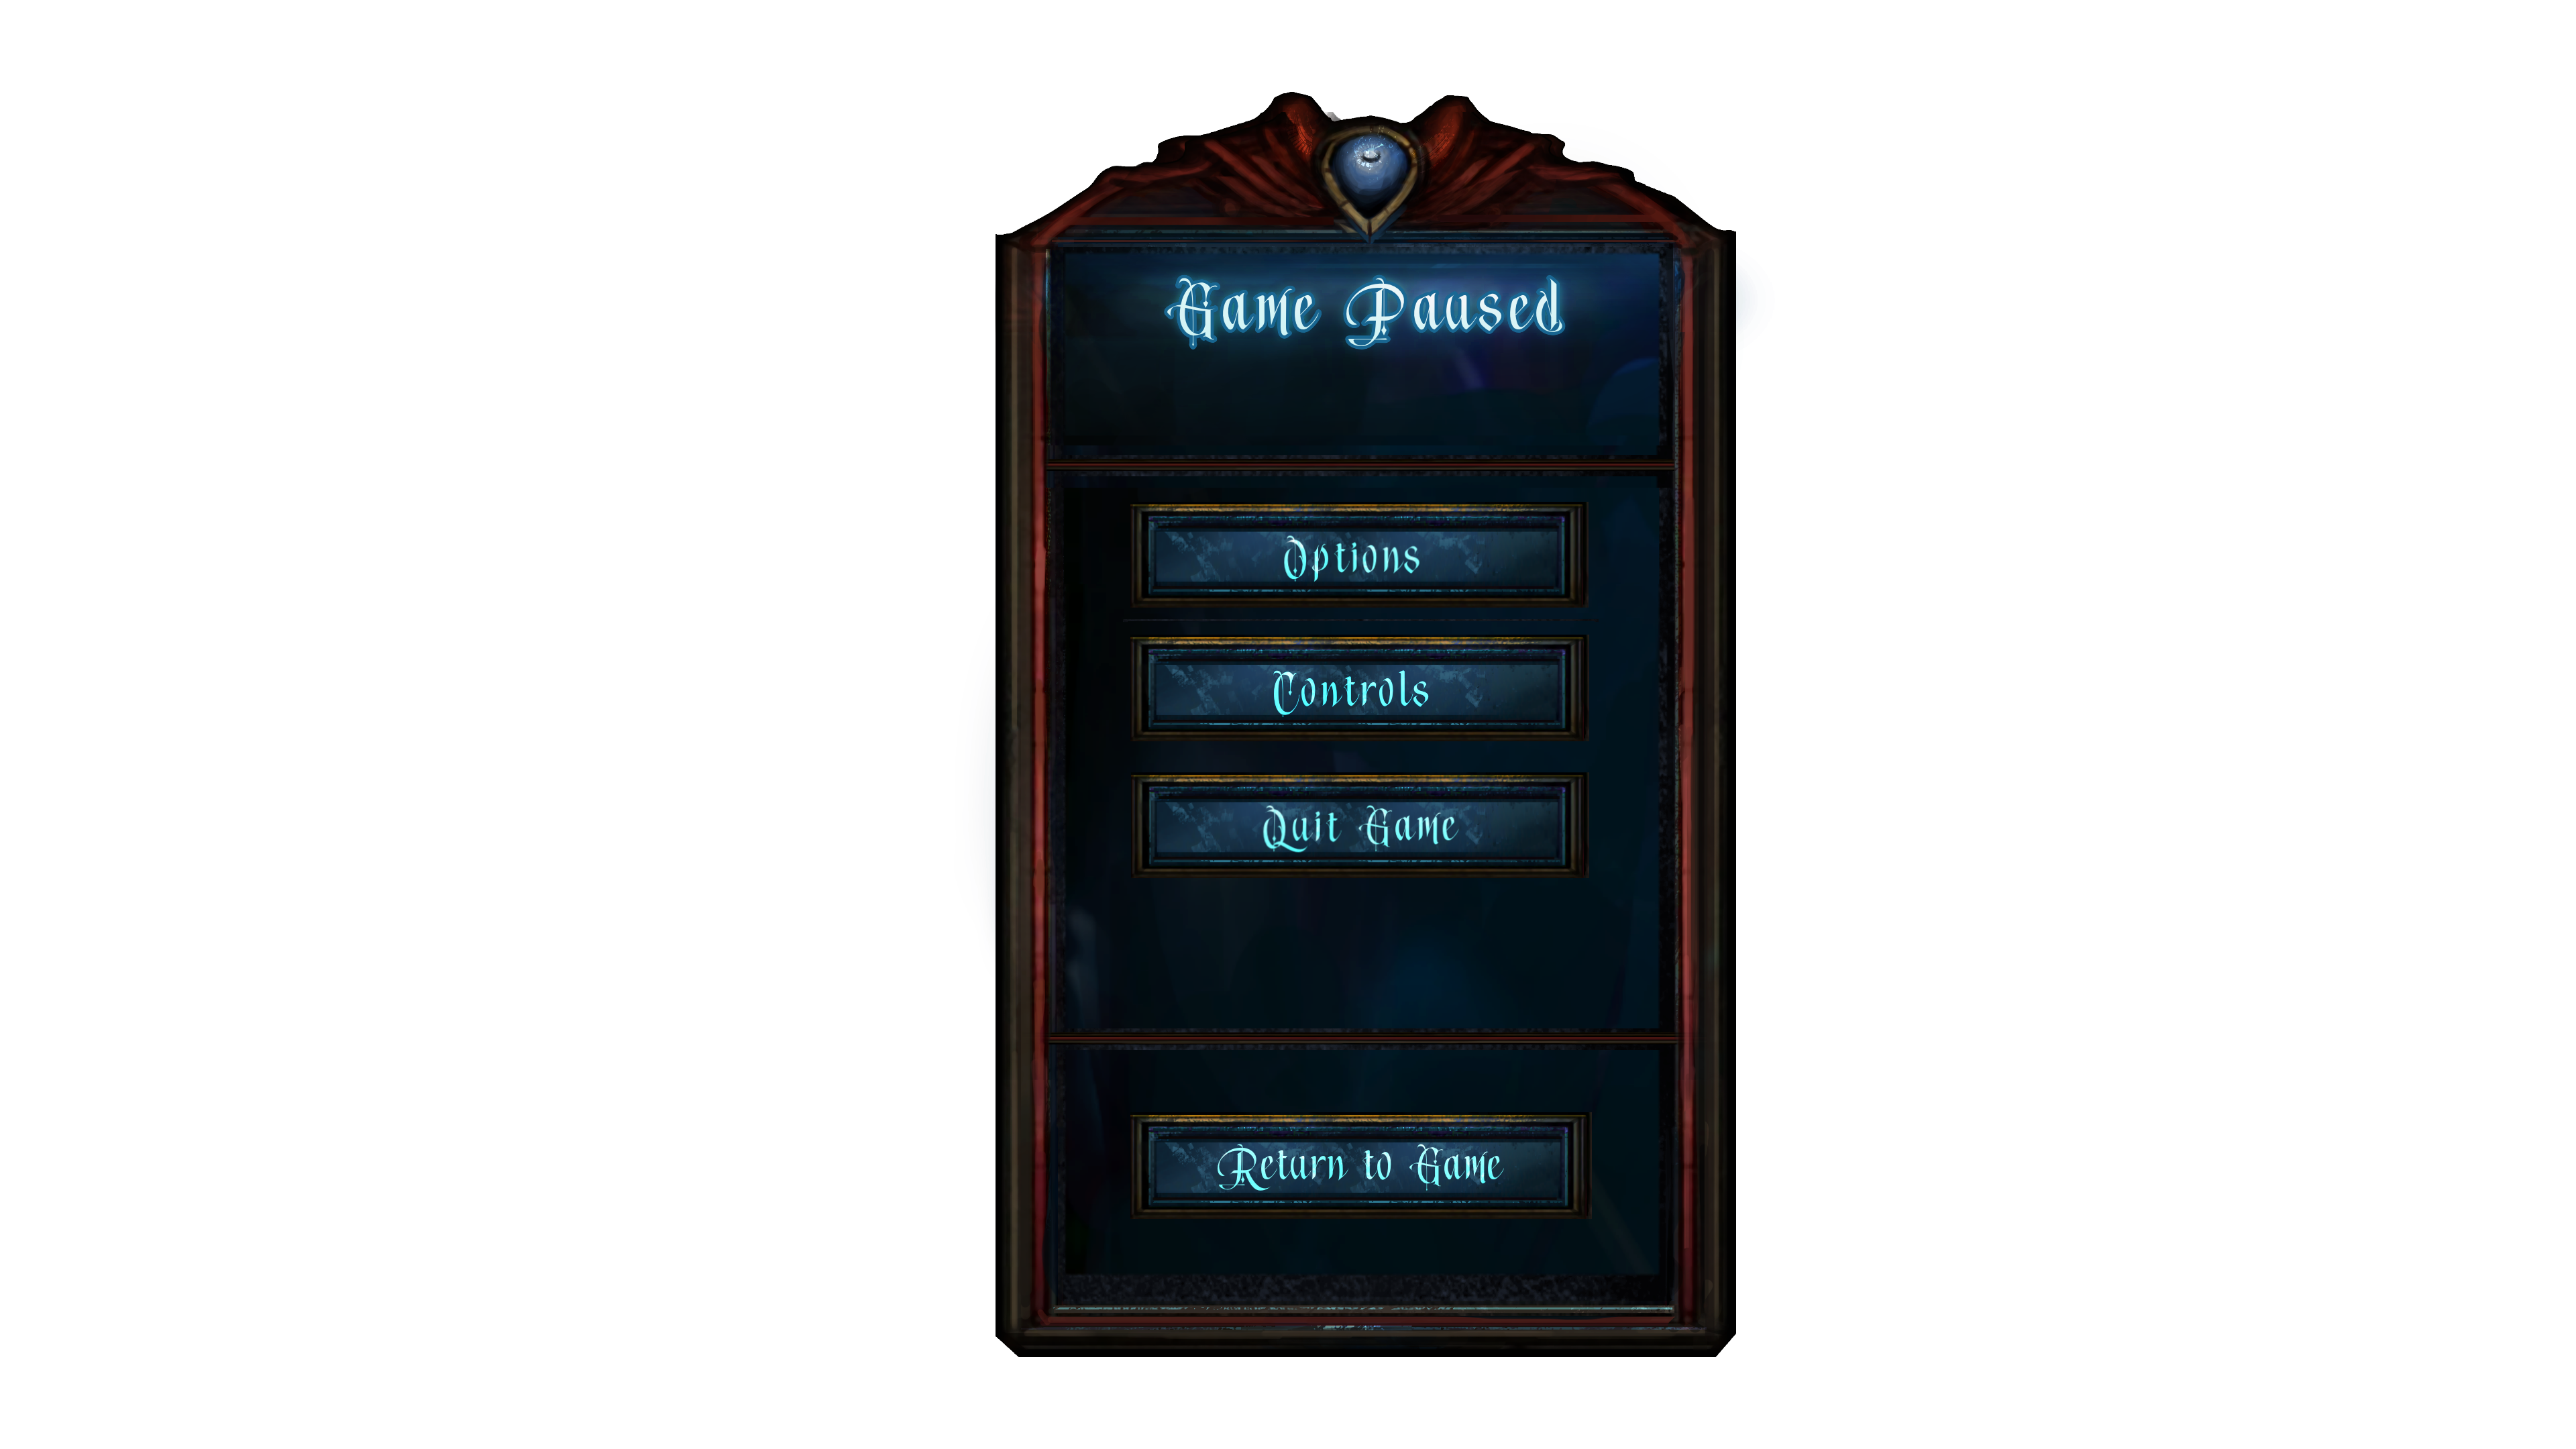 Game Paused
Options
Controls
Quit Game
Return to Game